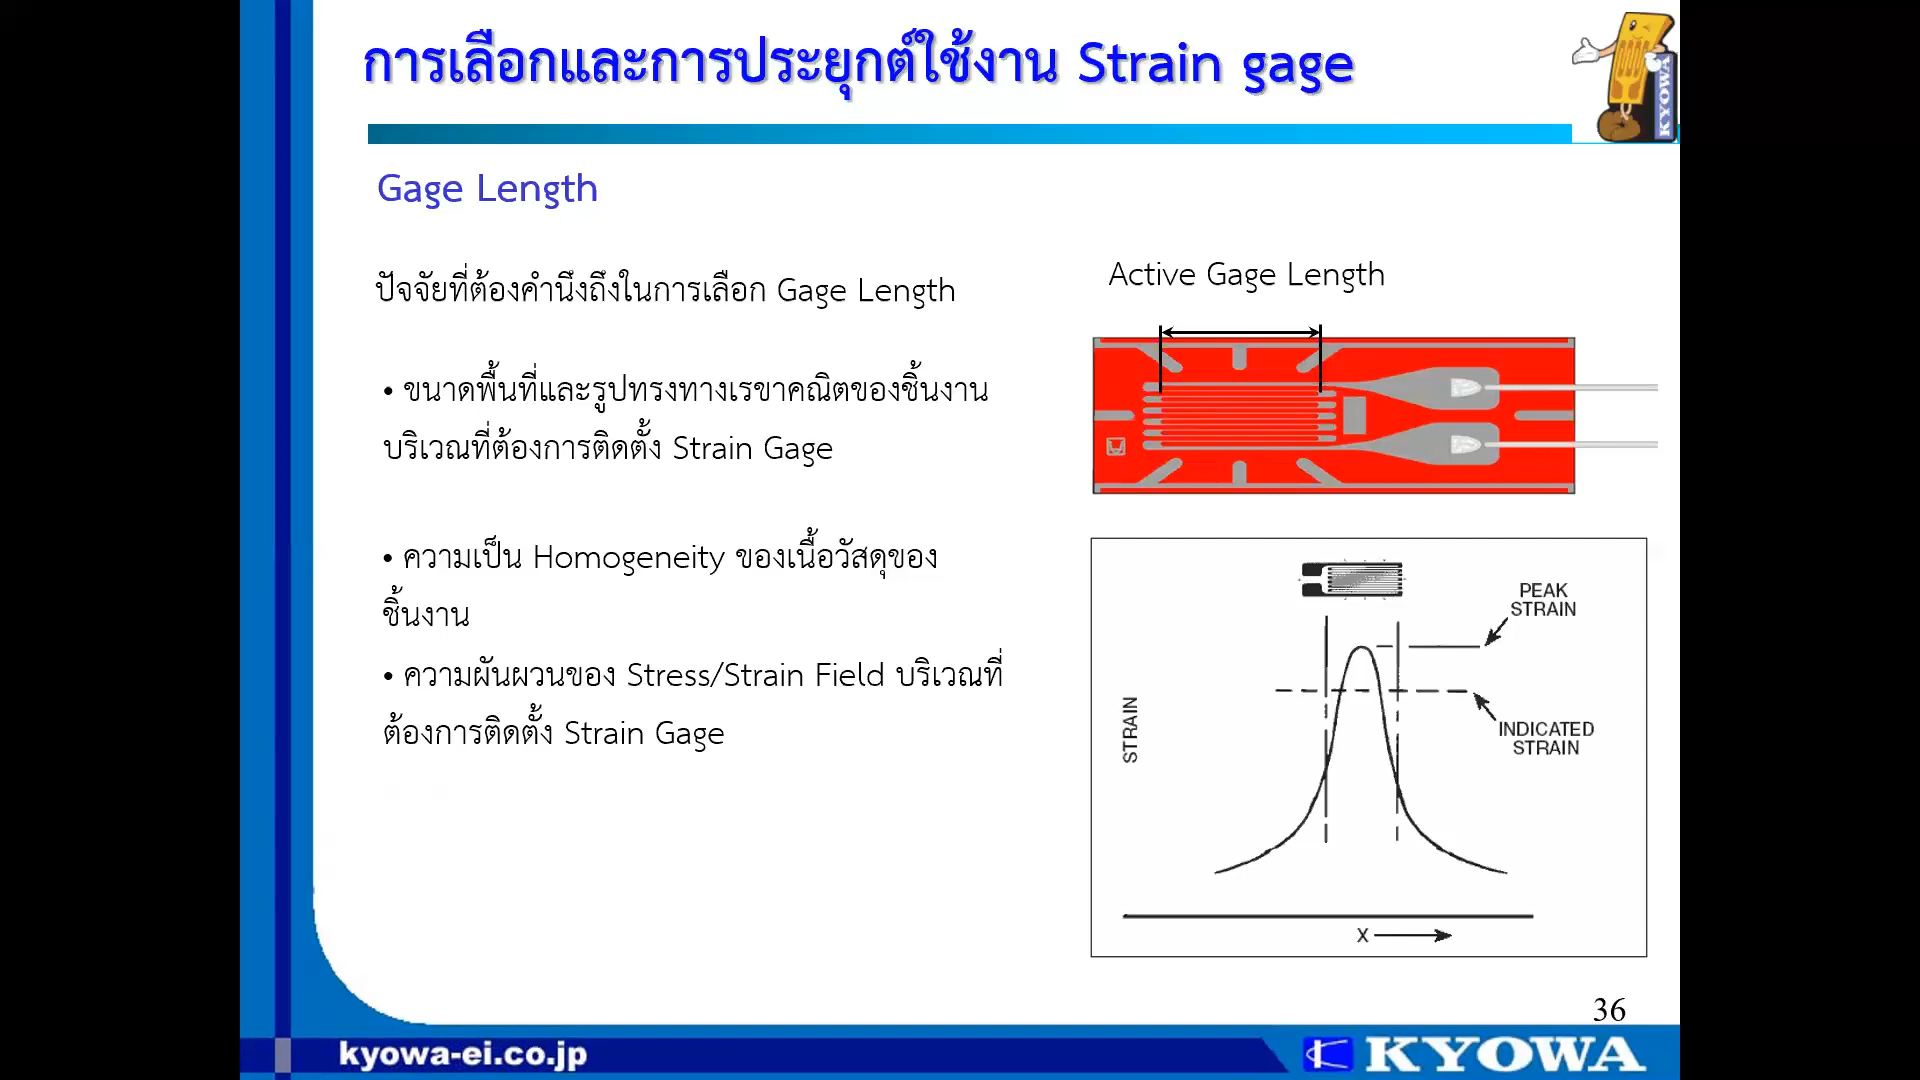 การเลือกและการประยุกต์ใช้งาน Strain gage
KYOWA
Gage Length
ปัจจัยที่ต้องคำนึงถึงในการเลือก Gage Length
• ขนาดพื้นที่และรูปทรงทางเรขาคณิตของชิ้นงาน
บริเวณที่ต้องการติดตั้ง Strain Gage
• ความเป็น Homogeneity ของเนื้อวัสดุของ
ชิ้นงาน
• ความผันผวนของ Stress/Strain Field บริเวณที่
ต้องการติดตั้ง Strain Gage
Active Gage Length
PEAK
STRAIN
INDICATED
STRAIN
STRAIN
X
36
kyowa-ei.co.jp
KYOWA